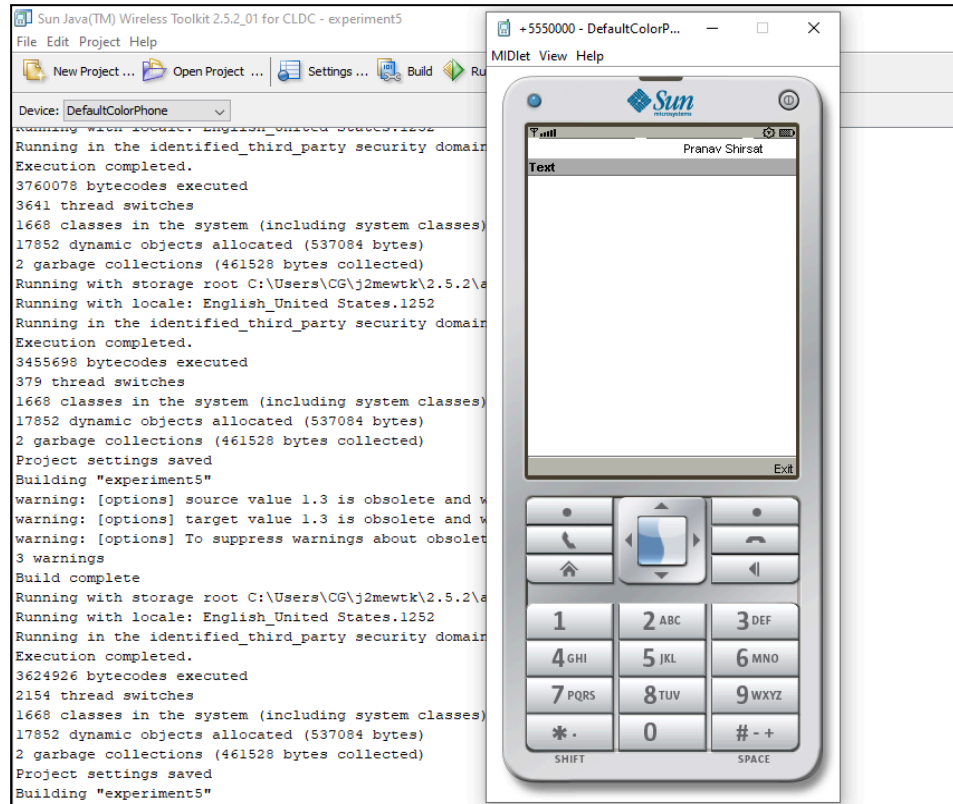 Sun Java(TM) Wireless Toolkit 2.5.2_01 for CLDC - experiment5
File Edit Project Help
New Project ... Open Project ... Settings ... Build Ru
Device: DefaultColorPhone
Running with locale: English_United States.1252
Running in the identified_third_party security domain
Execution completed.
3760078 bytecodes executed
3641 thread switches
1668 classes in the system (including system classes)
17852 dynamic objects allocated (537084 bytes)
2 garbage collections (461528 bytes collected)
Running with storage root C:\Users\CG\j2mewtk\2.5.2\a
Running with locale: English_United States.1252
Running in the identified_third_party security domain
Execution completed.
3455698 bytecodes executed
379 thread switches
1668 classes in the system (including system classes)
17852 dynamic objects allocated (537084 bytes)
2 garbage collections (461528 bytes collected)
Project settings saved
Building "experiment5"
warning: [options] source value 1.3 is obsolete and w
warning: [options] target value 1.3 is obsolete and w
warning: [options] To suppress warnings about obsolet
3 warnings
Build complete
Running with storage root C:\Users\CG\j2mewtk\2.5.2\a
Running with locale: English_United States.1252
Running in the identified_third_party security domain
Execution completed.
3624926 bytecodes executed
2154 thread switches
1668 classes in the system (including system classes)
17852 dynamic objects allocated (537084 bytes)
2 garbage collections (461528 bytes collected)
Project settings saved
Building "experiment5"
+5550000 - DefaultColorP...
MIDlet View Help
Sun
microsystems
Pranav Shirsat
Text
Exit
1 2 ABC 3 DEF
4 GHI 5 JKL 6 MNO
7 PQRS 8 TUV 9 WXYZ
* . 0 # - +
SHIFT SPACE